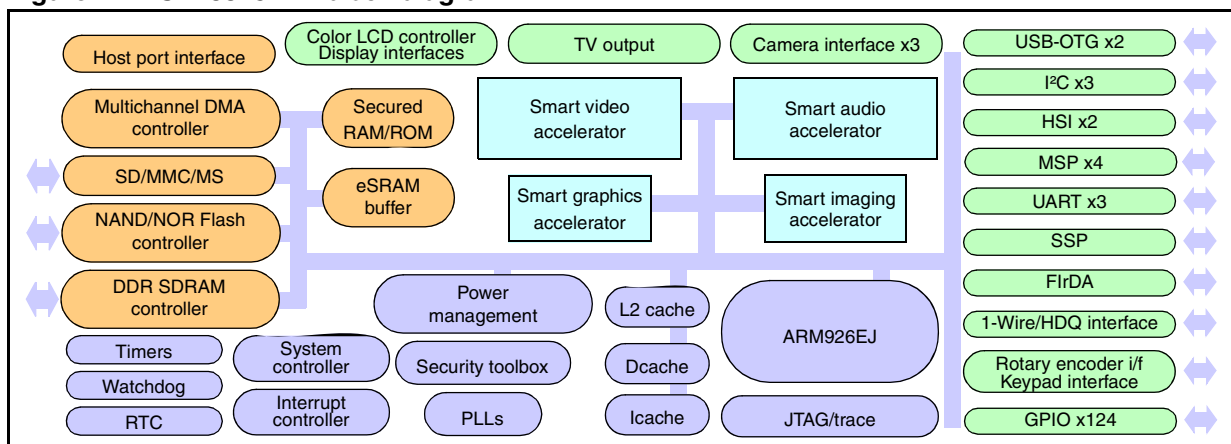 Host port interface
Color LCD controller
Display interfaces
TV output
Camera interface x3
USB-OTG x2
I²C x3
HSI x2
MSP x4
UART x3
SSP
FIrDA
1-Wire/HDQ interface
Rotary encoder i/f
Keypad interface
GPIO x124
Multichannel DMA
controller
Secured
RAM/ROM
Smart video
accelerator
Smart audio
accelerator
SD/MMC/MS
eSRAM
buffer
Smart graphics
accelerator
Smart imaging
accelerator
NAND/NOR Flash
controller
DDR SDRAM
controller
Power
management
L2 cache
ARM926EJ
Timers
System
controller
Security toolbox
Dcache
Watchdog
Interrupt
controller
PLLs
Icache
JTAG/trace
RTC